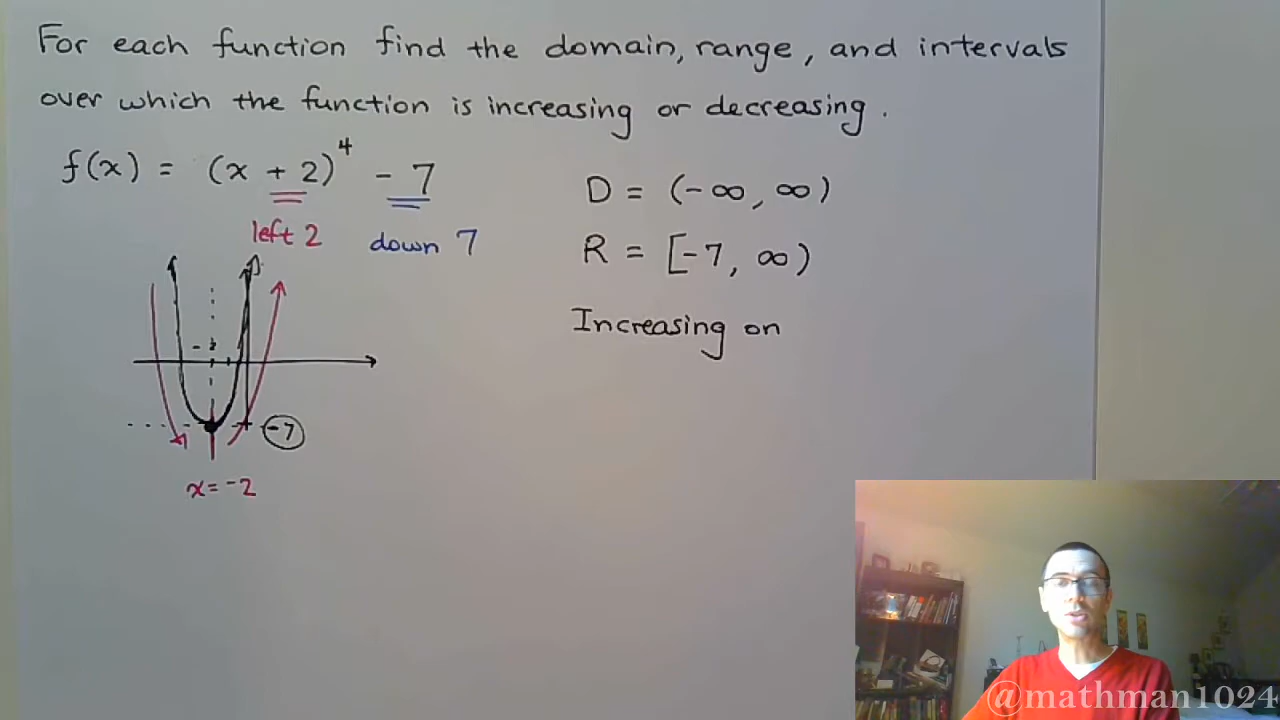 For each function find the domain, range, and intervals
over which the function is increasing or decreasing.
f(x) = (x + 2)^4 - 7
left 2
down 7
D = (-∞, ∞)
R = [-7, ∞)
Increasing on
-7
x = -2
@mathman1024